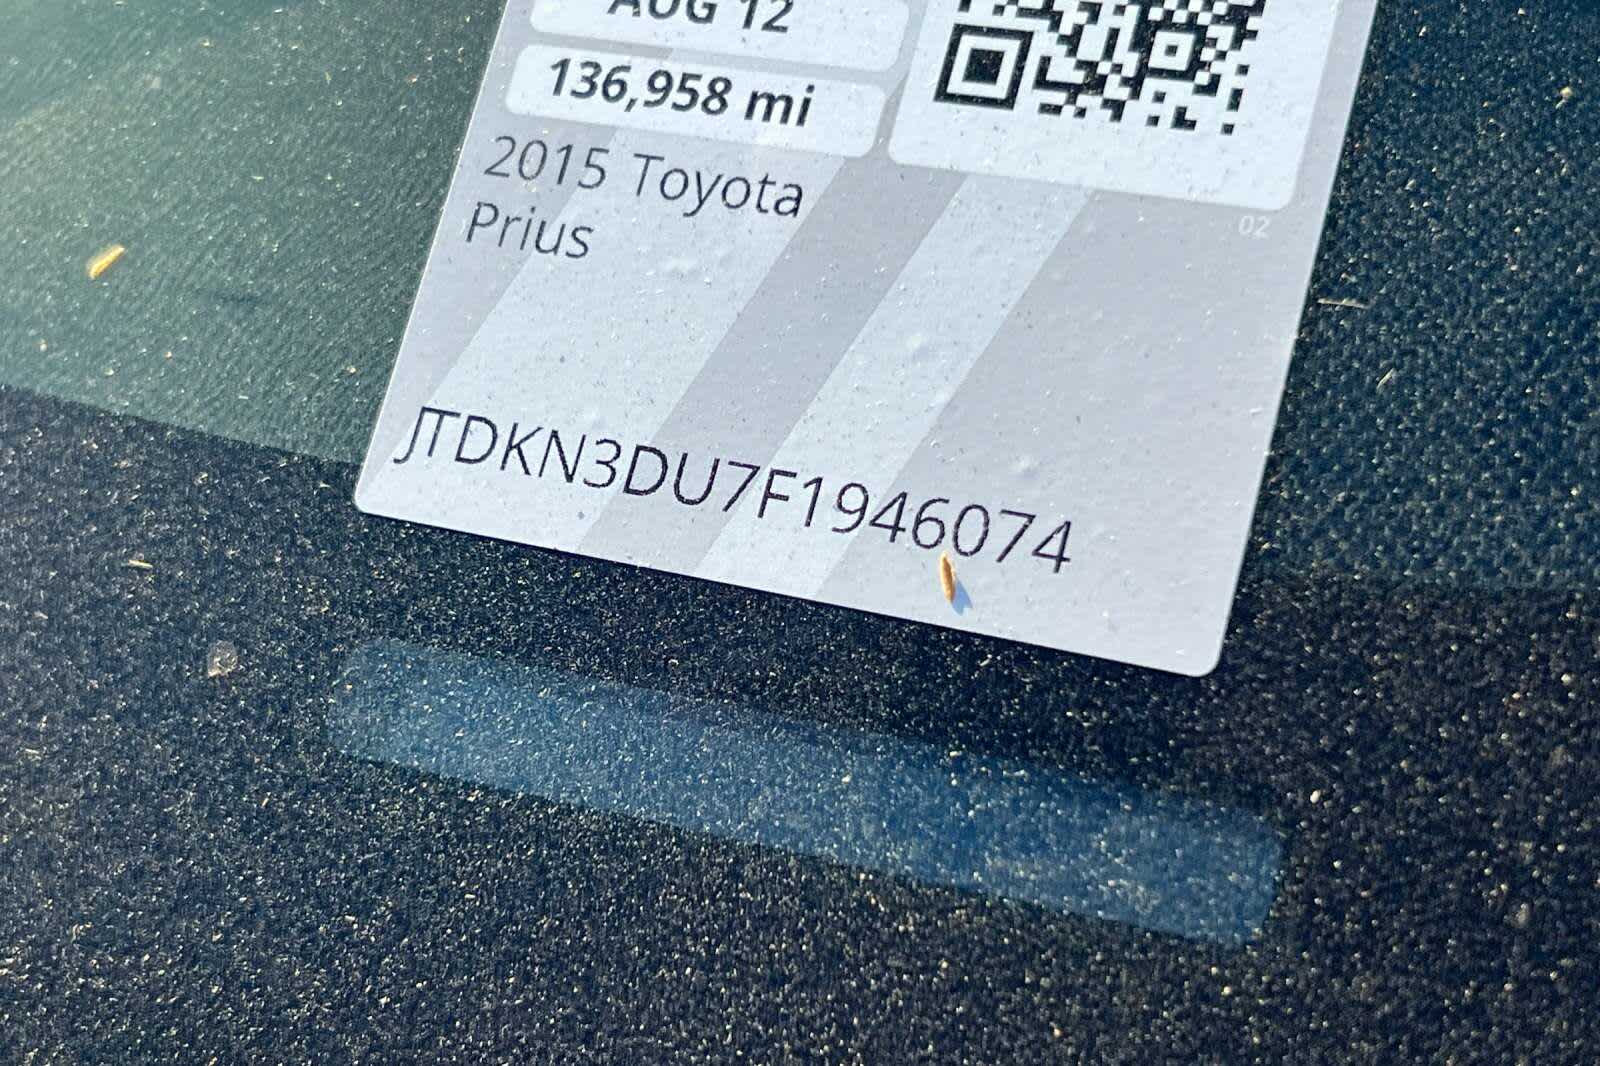 AUG 12
136,958 mi
2015 Toyota
Prius
02
JTDKN3DU7F1946074